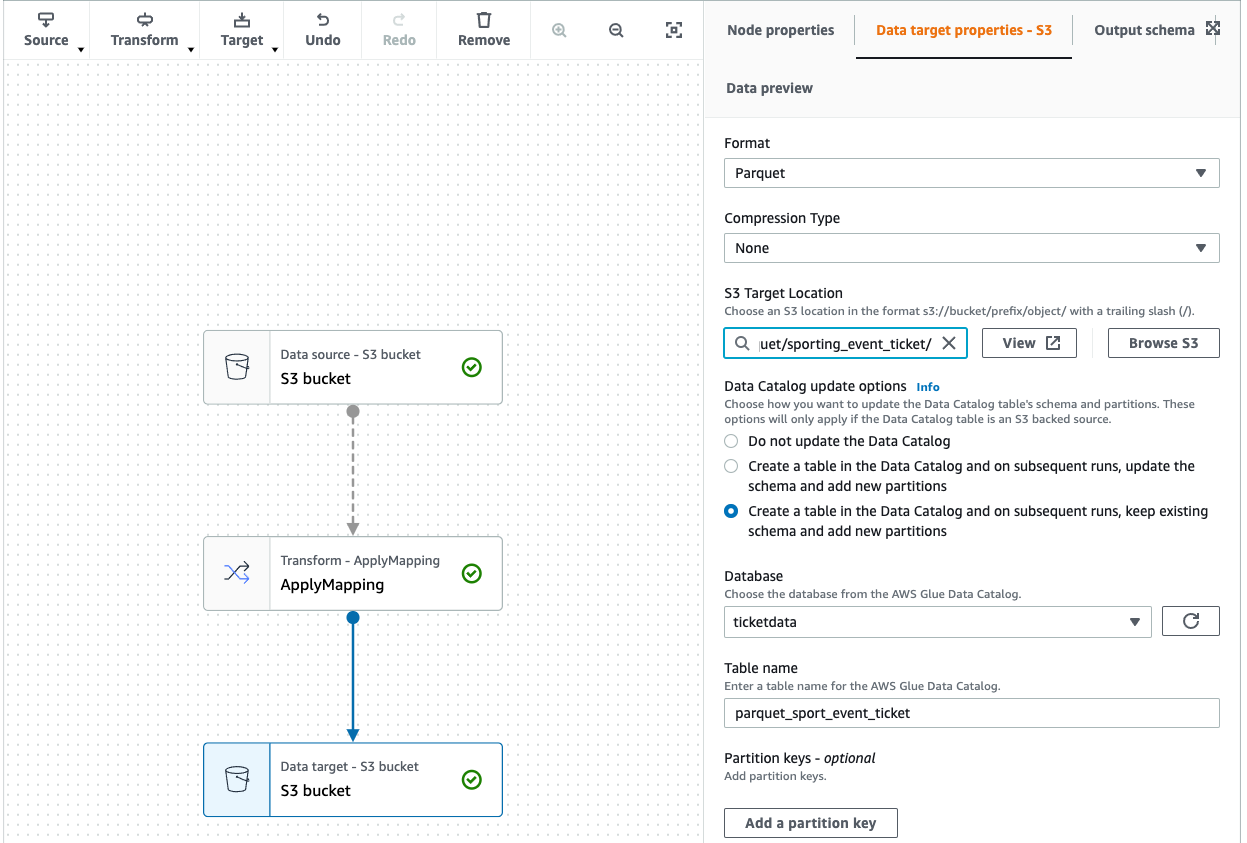 Source
Transform
Target
Undo
Redo
Remove
Node properties
Data target properties - S3
Output schema
Data preview
Format
Parquet
Compression Type
None
S3 Target Location
Choose an S3 location in the format s3://bucket/prefix/object/ with a trailing slash (/).
uet/sporting_event_ticket/
View
Browse S3
Data Catalog update options Info
Choose how you want to update the Data Catalog table's schema and partitions. These
options will only apply if the Data Catalog table is an S3 backed source.
Do not update the Data Catalog
Create a table in the Data Catalog and on subsequent runs, update the
schema and add new partitions
Create a table in the Data Catalog and on subsequent runs, keep existing
schema and add new partitions
Database
Choose the database from the AWS Glue Data Catalog.
ticketdata
Table name
Enter a table name for the AWS Glue Data Catalog.
parquet_sport_event_ticket
Partition keys - optional
Add partition keys.
Add a partition key
Data source - S3 bucket
S3 bucket
Transform - ApplyMapping
ApplyMapping
Data target - S3 bucket
S3 bucket